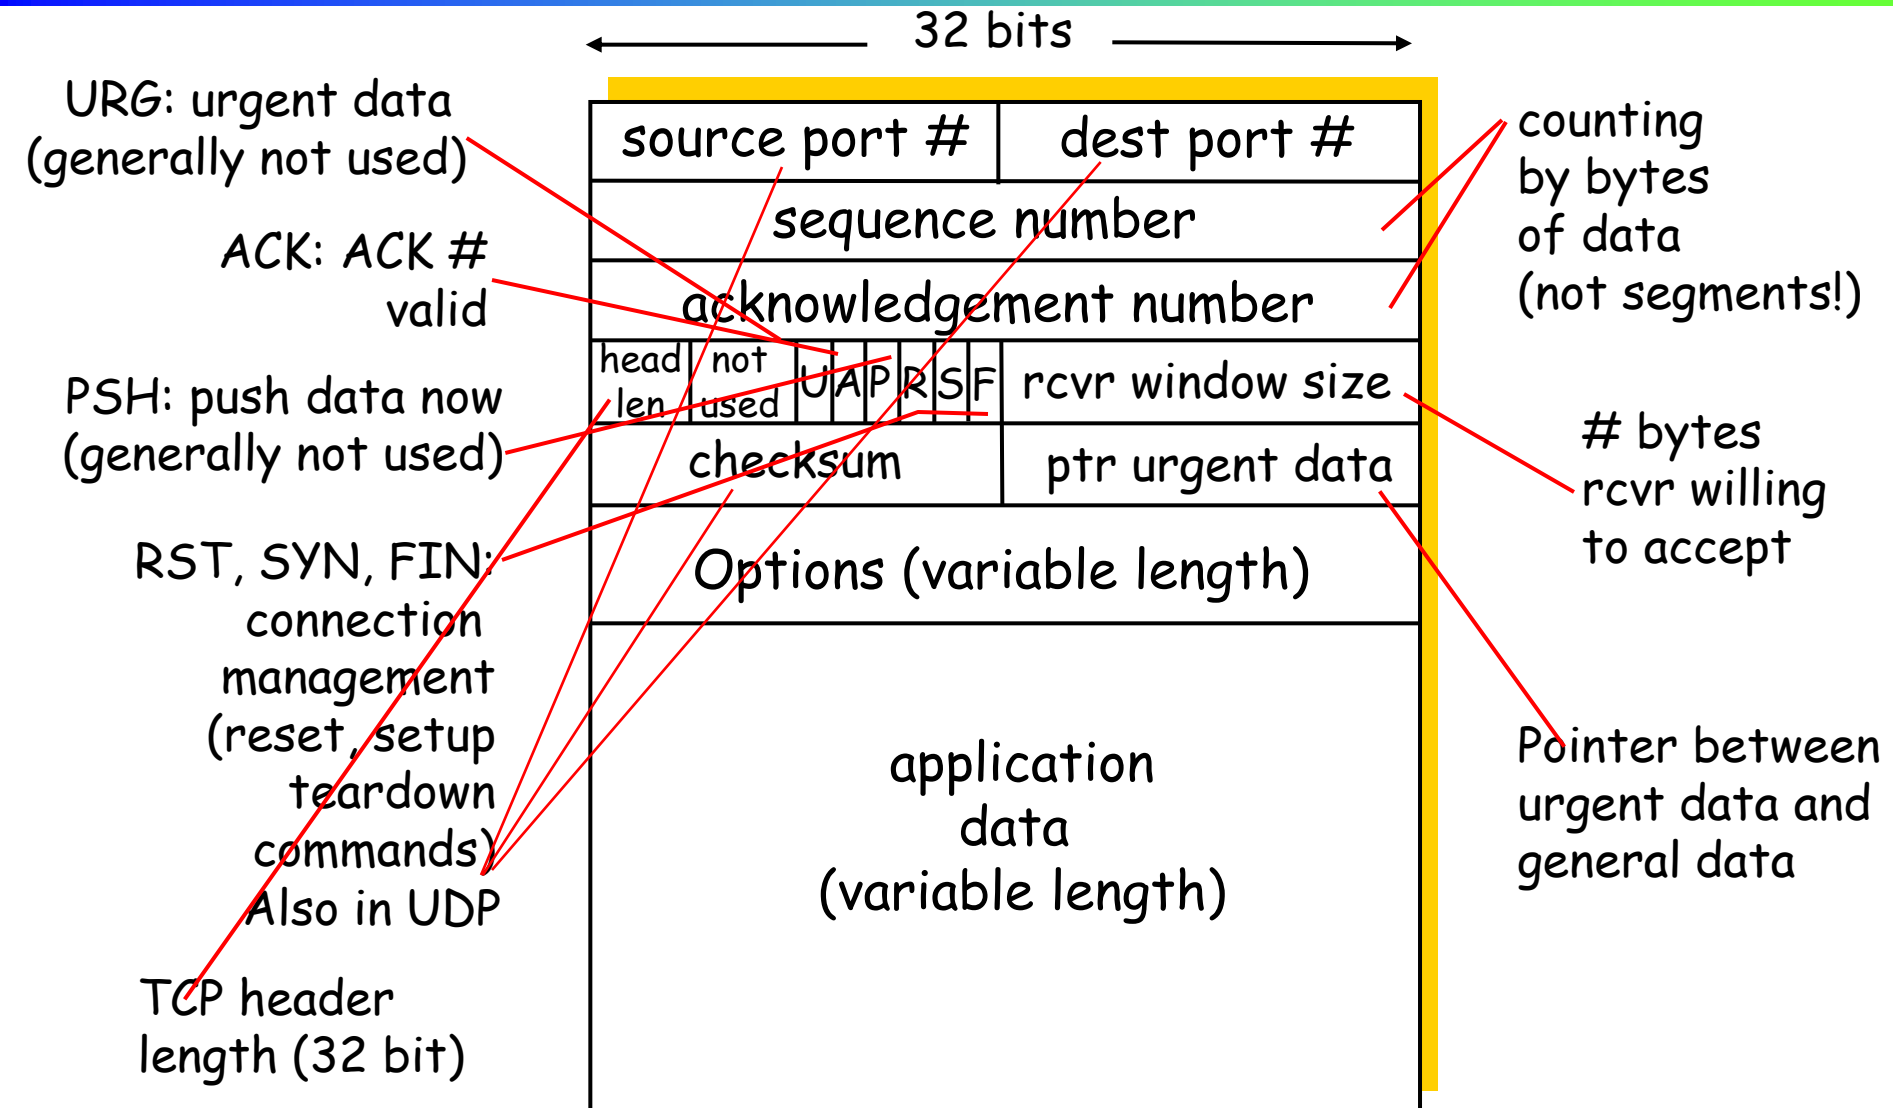 32 bits
URG: urgent data
(generally not used)
ACK: ACK #
valid
PSH: push data now
(generally not used)
RST, SYN, FIN:
connection
management
(reset, setup
teardown
commands)
Also in UDP
TCP header
length (32 bit)
source port #
dest port #
sequence number
acknowledgement number
head
len
not
used
U
A
P
R
S
F
rcvr window size
checksum
ptr urgent data
Options (variable length)
application
data
(variable length)
counting
by bytes
of data
(not segments!)
# bytes
rcvr willing
to accept
Pointer between
urgent data and
general data